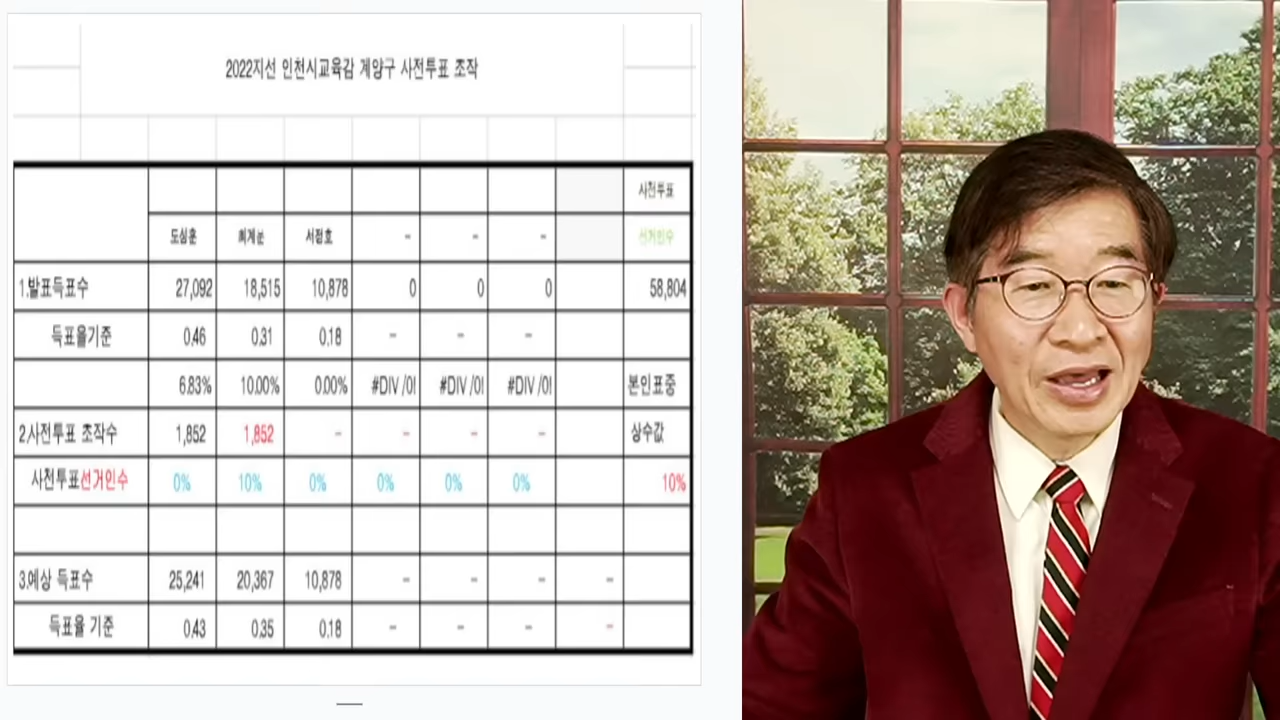 2022지선 인천시교육감 계양구 사전투표 조작
사전투표
도성훈 최계운 서정호 - - - 선거인수
1.발표득표수 27,092 18,515 10,878 0 0 0 58,804
득표율기준 0.46 0.31 0.18 - - -
6.83% 10.00% 0.00% #DIV /0! #DIV /0! #DIV /0! 본인표중
2.사전투표 조작수 1,852 1,852 - - - - 상수값
사전투표선거인수 0% 10% 0% 0% 0% 0% 10%
3.예상 득표수 25,241 20,367 10,878 - - - -
득표율 기준 0.43 0.35 0.18 - - - -